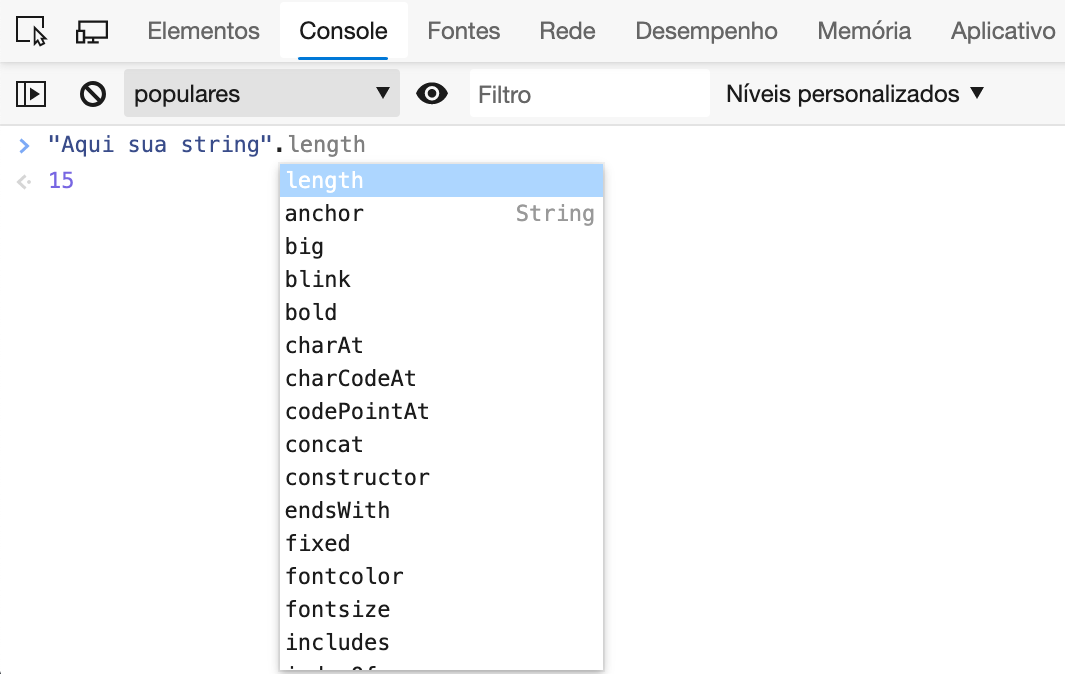 Elementos Console Fontes Rede Desempenho Memória Aplicativo
populares ▼ Filtro Níveis personalizados ▼
> "Aqui sua string".length
15
length
anchor String
big
blink
bold
charAt
charCodeAt
codePointAt
concat
constructor
endsWith
fixed
fontcolor
fontsize
includes